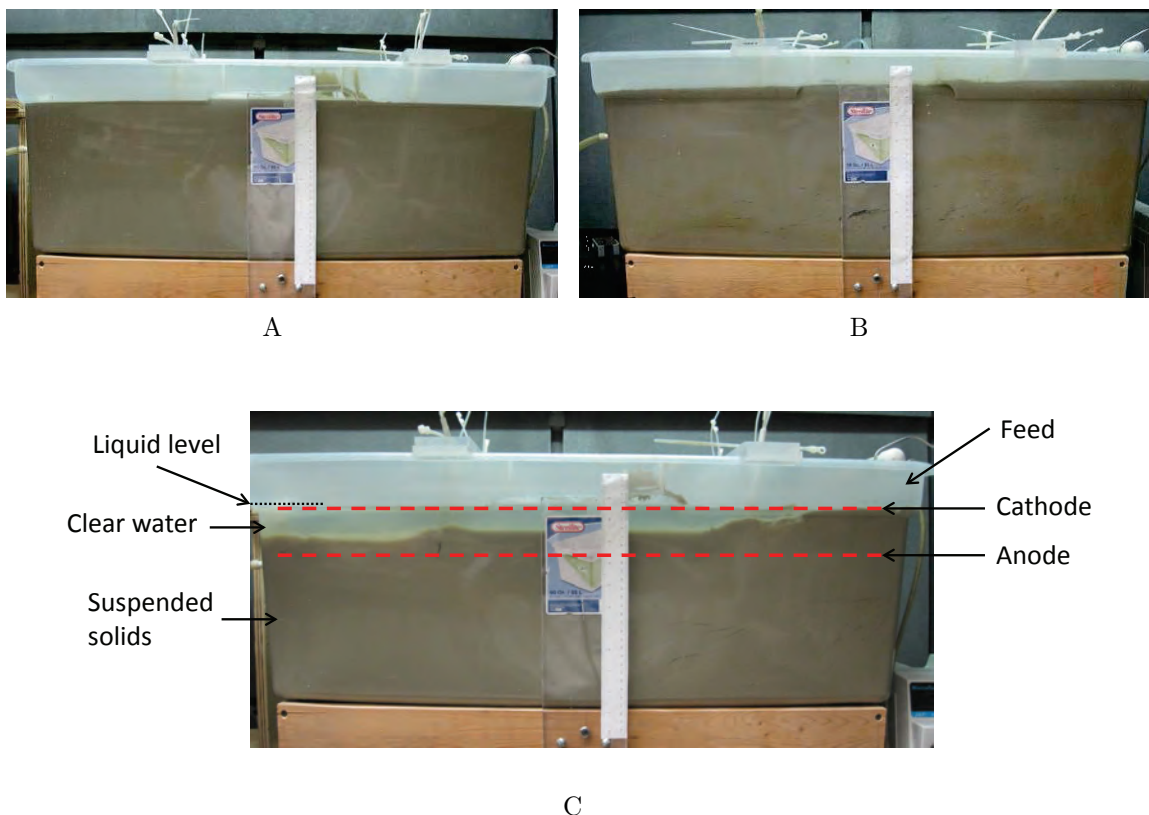 A
B
Liquid level
Feed
Clear water
Cathode
Anode
Suspended
solids
C